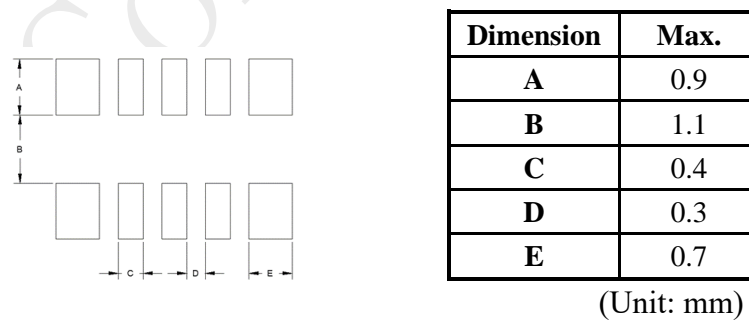 Dimension Max.
A 0.9
B 1.1
C 0.4
D 0.3
E 0.7
(Unit: mm)
A
B
C D E